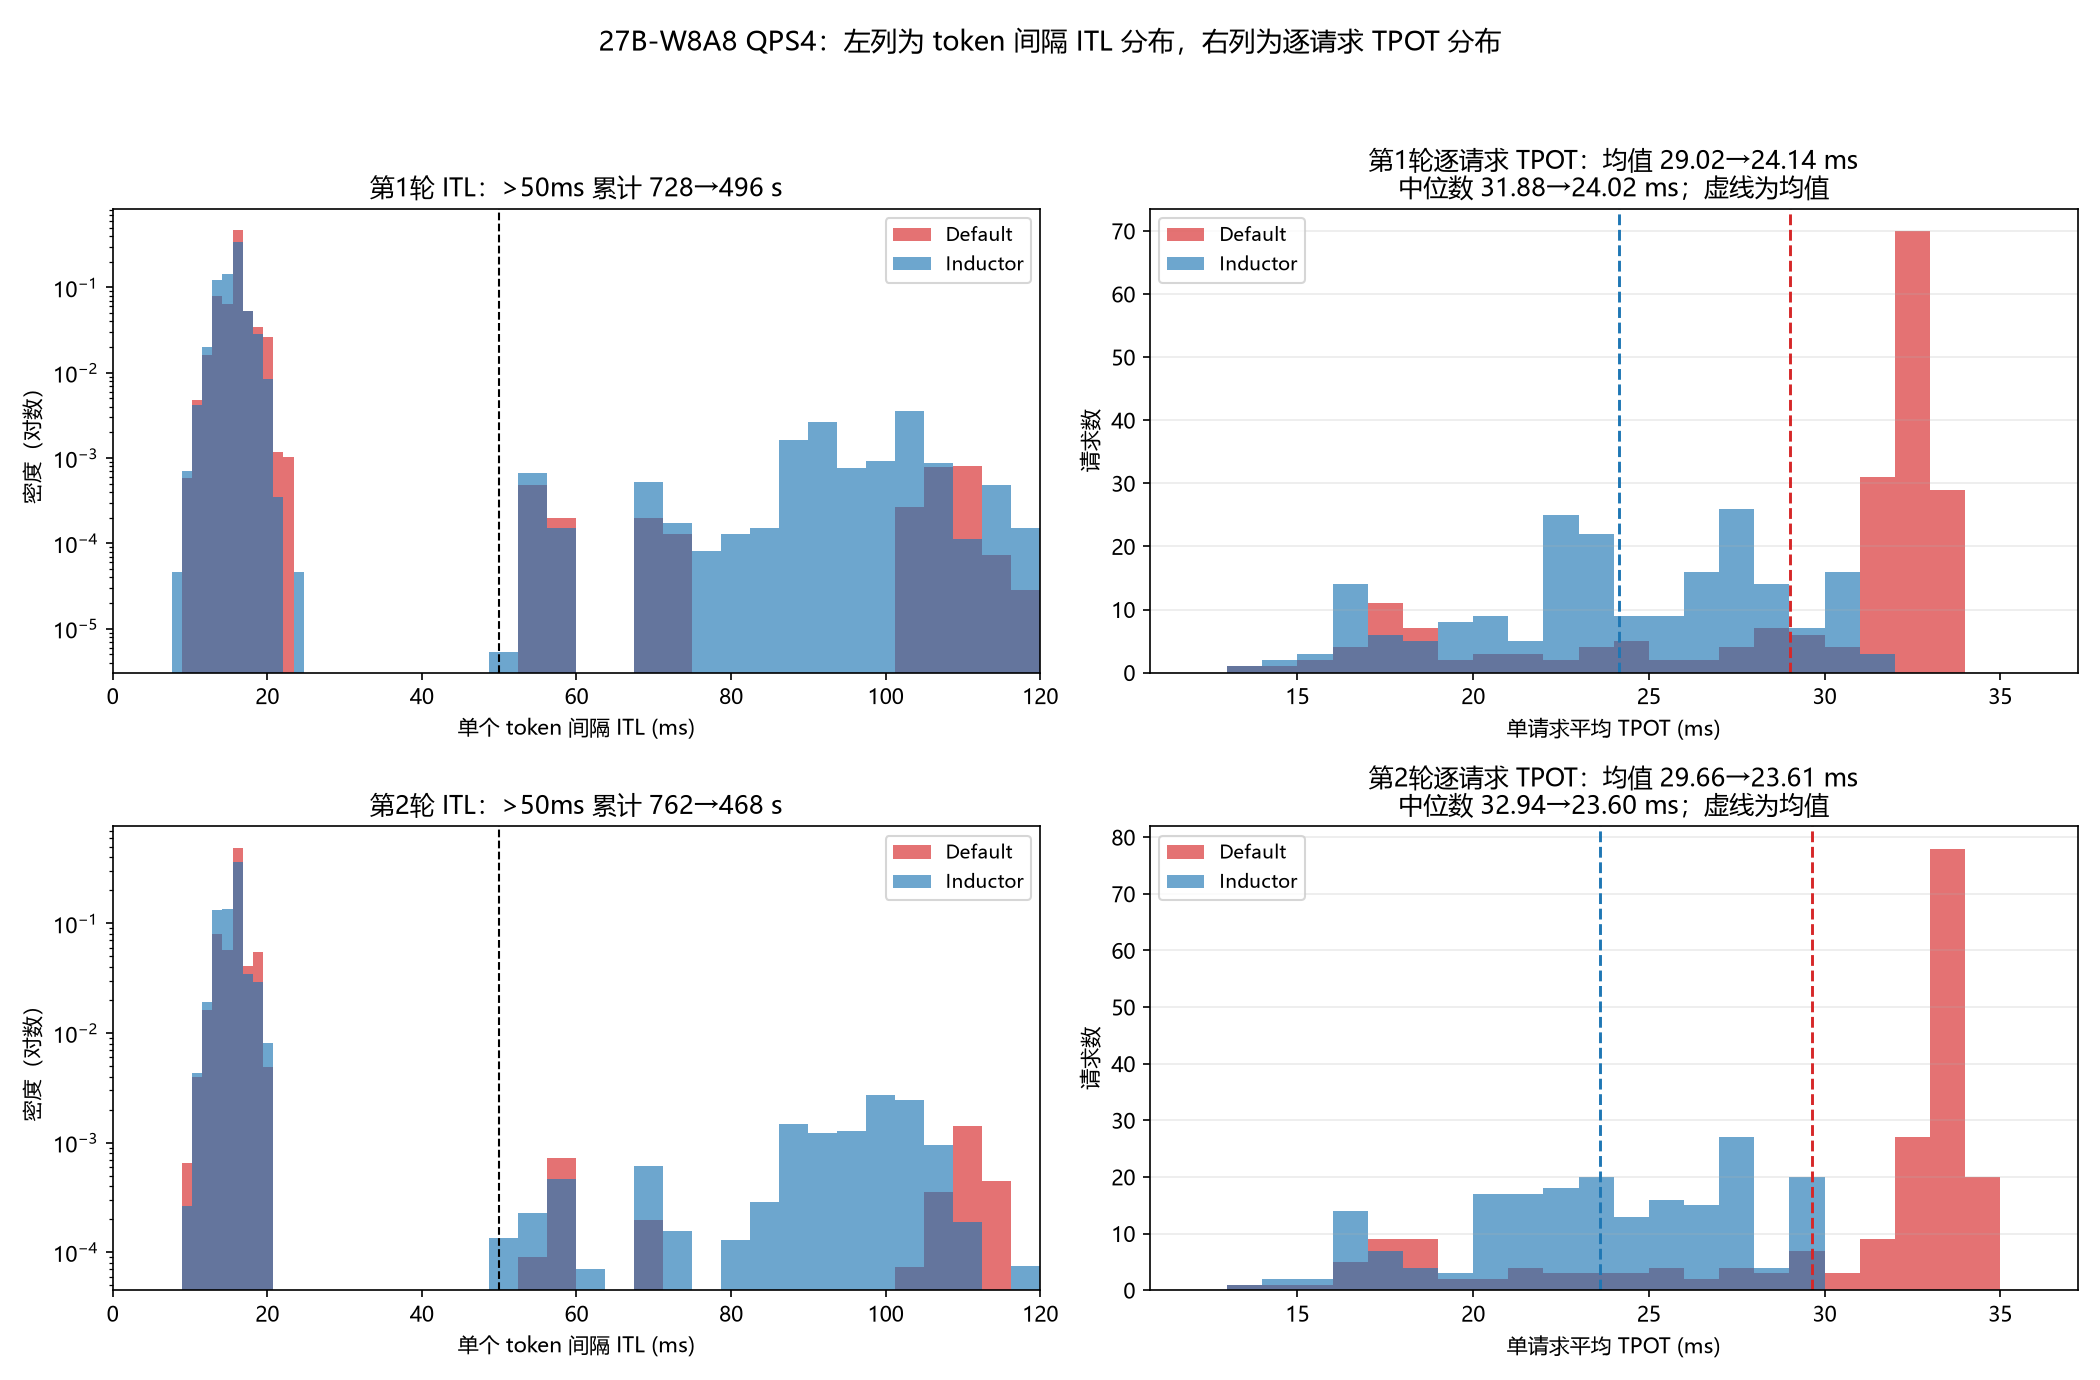 27B-W8A8 QPS4：左列为 token 间隔 ITL 分布，右列为逐请求 TPOT 分布
第1轮 ITL：>50ms 累计 728→496 s
Default
Inductor
密度（对数）
10⁻¹
10⁻²
10⁻³
10⁻⁴
10⁻⁵
0 20 40 60 80 100 120
单个 token 间隔 ITL (ms)
第1轮逐请求 TPOT：均值 29.02→24.14 ms
中位数 31.88→24.02 ms；虚线为均值
Default
Inductor
请求数
70
60
50
40
30
20
10
0
15 20 25 30 35
单请求平均 TPOT (ms)
第2轮 ITL：>50ms 累计 762→468 s
Default
Inductor
密度（对数）
10⁻¹
10⁻²
10⁻³
10⁻⁴
0 20 40 60 80 100 120
单个 token 间隔 ITL (ms)
第2轮逐请求 TPOT：均值 29.66→23.61 ms
中位数 32.94→23.60 ms；虚线为均值
Default
Inductor
请求数
80
70
60
50
40
30
20
10
0
15 20 25 30 35
单请求平均 TPOT (ms)